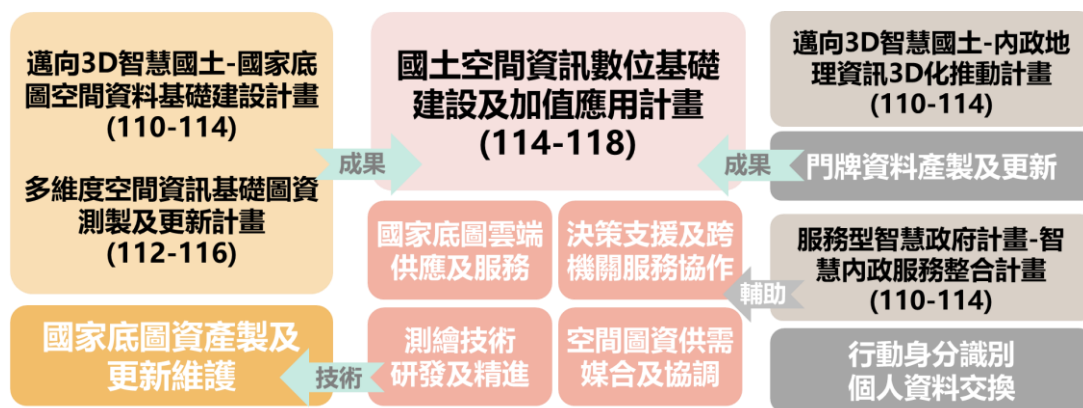 邁向3D智慧國土-國家底
圖空間資料基礎建設計畫
(110-114)
多維度空間資訊基礎圖資
測製及更新計畫
(112-116)
國家底圖資產製及
更新維護
成果
國土空間資訊數位基礎
建設及加值應用計畫
(114-118)
國家底圖雲端
供應及服務
決策支援及跨
機關服務協作
測繪技術
研發及精進
空間圖資供需
媒合及協調
技術
成果
輔助
邁向3D智慧國土-內政地
理資訊3D化推動計畫
(110-114)
門牌資料產製及更新
服務型智慧政府計畫-智
慧內政服務整合計畫
(110-114)
行動身分識別
個人資料交換